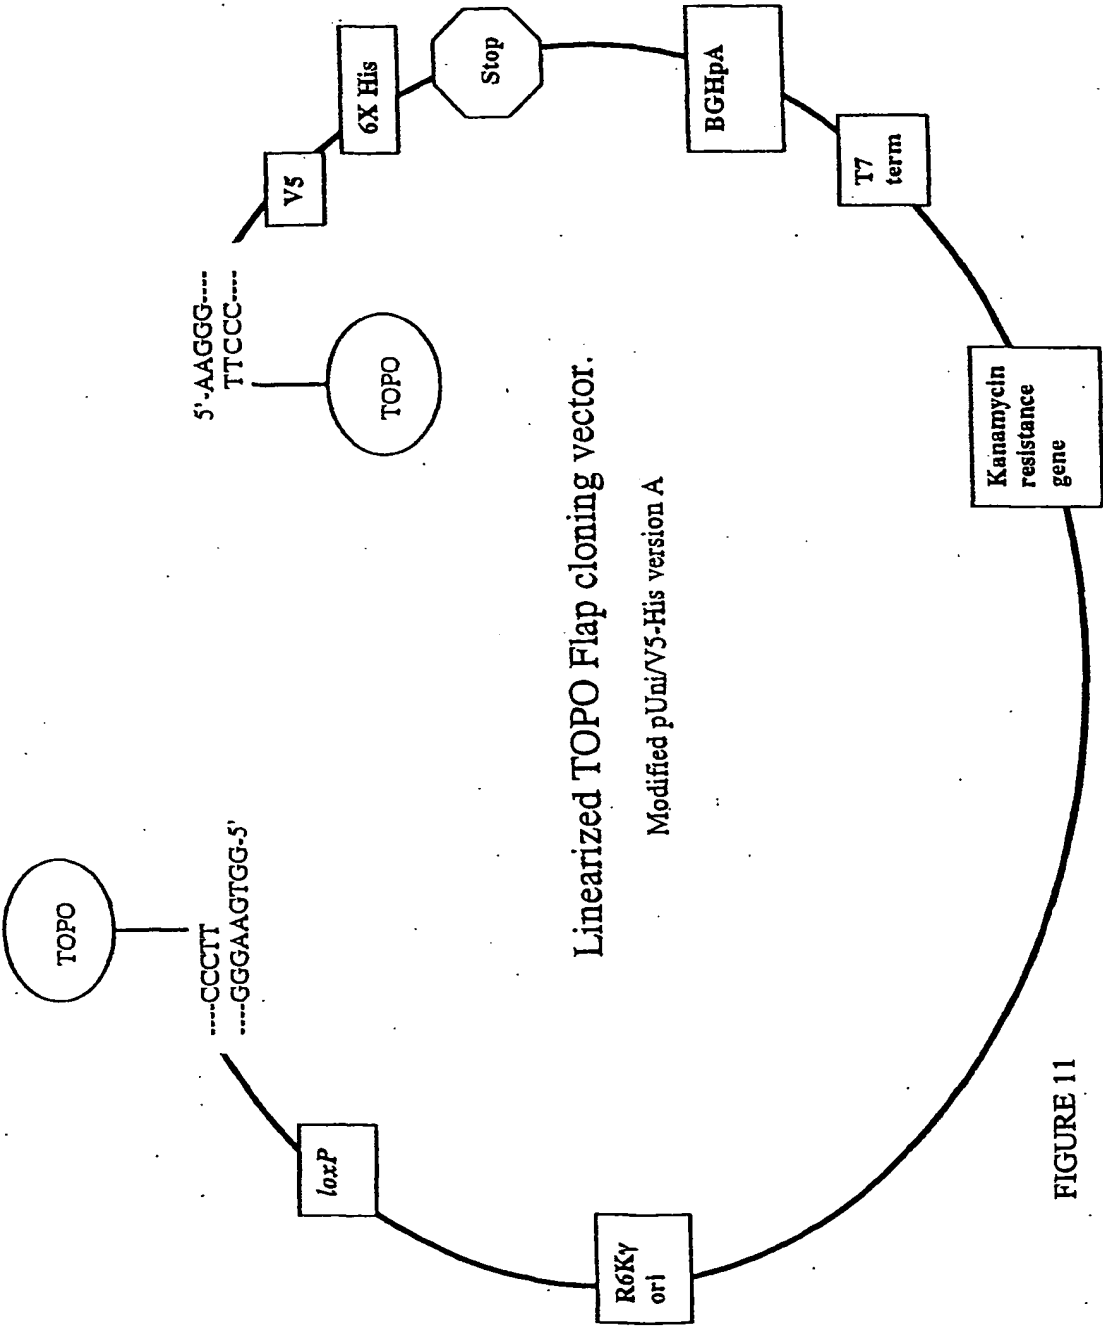 TOPO
----CCCTT
----GGGAAGTGG-5'
5'-AAGGG----
TTCCC----
TOPO
V5
6X His
Stop
BGHpA
T7
term
Kanamycin
resistance
gene
R6Kγ
ori
loxP
Linearized TOPO Flap cloning vector.
Modified pUni/V5-His version A
FIGURE 11